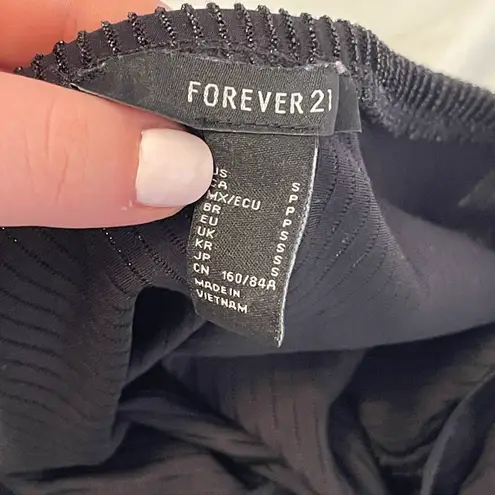 FOREVER 21
US S
CA P
MX/ECU P
BR P
EU S
UK S
KR S
JP S
CN 160/84A
MADE IN
VIETNAM